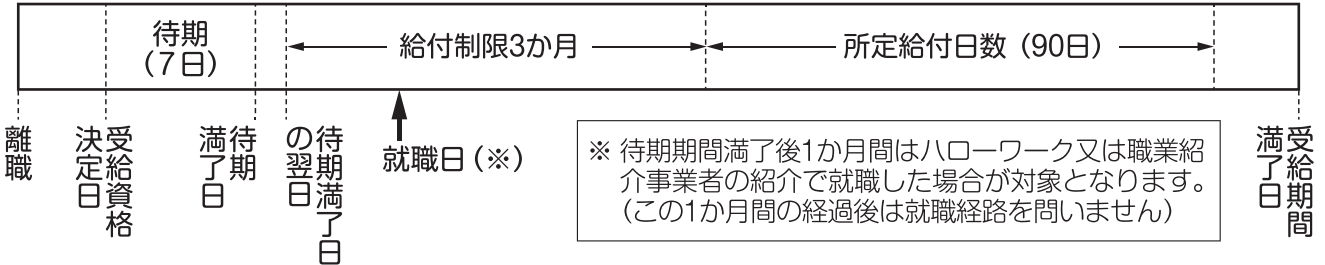 待期
（7日）
給付制限3か月
所定給付日数（90日）
離職
受給資格
決定日
待期
満了日
待期満了日
の翌日
就職日（※）
※ 待期期間満了後1か月間はハローワーク又は職業紹
介事業者の紹介で就職した場合が対象となります。
（この1か月間の経過後は就職経路を問いません）
受給期間
満了日